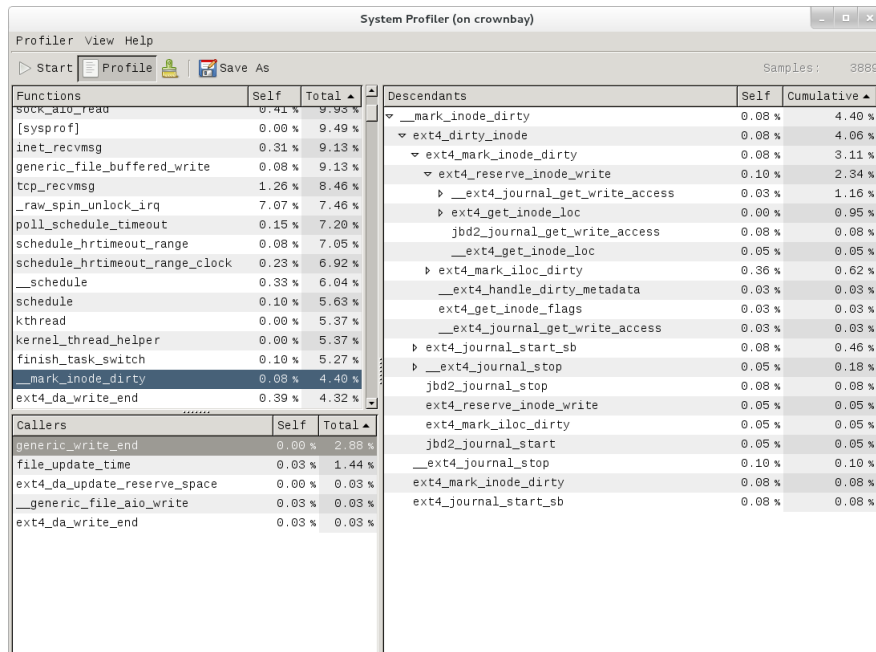 System Profiler (on crownbay)
Profiler View Help
Start Profile Save As Samples: 3889
Functions Self Total
sock_aio_read 0.41 % 9.93 %
[sysprof] 0.00 % 9.49 %
inet_recvmsg 0.31 % 9.13 %
generic_file_buffered_write 0.08 % 9.13 %
tcp_recvmsg 1.26 % 8.46 %
_raw_spin_unlock_irq 7.07 % 7.46 %
poll_schedule_timeout 0.15 % 7.20 %
schedule_hrtimeout_range 0.08 % 7.05 %
schedule_hrtimeout_range_clock 0.23 % 6.92 %
__schedule 0.33 % 6.04 %
schedule 0.10 % 5.63 %
kthread 0.00 % 5.37 %
kernel_thread_helper 0.00 % 5.37 %
finish_task_switch 0.10 % 5.27 %
__mark_inode_dirty 0.08 % 4.40 %
ext4_da_write_end 0.39 % 4.32 %
Callers Self Total
generic_write_end 0.00 % 2.88 %
file_update_time 0.03 % 1.44 %
ext4_da_update_reserve_space 0.00 % 0.03 %
__generic_file_aio_write 0.03 % 0.03 %
ext4_da_write_end 0.03 % 0.03 %
Descendants Self Cumulative
__mark_inode_dirty 0.08 % 4.40 %
ext4_dirty_inode 0.08 % 4.06 %
ext4_mark_inode_dirty 0.08 % 3.11 %
ext4_reserve_inode_write 0.10 % 2.34 %
__ext4_journal_get_write_access 0.03 % 1.16 %
ext4_get_inode_loc 0.00 % 0.95 %
jbd2_journal_get_write_access 0.08 % 0.08 %
__ext4_get_inode_loc 0.05 % 0.05 %
ext4_mark_iloc_dirty 0.36 % 0.62 %
__ext4_handle_dirty_metadata 0.03 % 0.03 %
ext4_get_inode_flags 0.03 % 0.03 %
__ext4_journal_get_write_access 0.03 % 0.03 %
ext4_journal_start_sb 0.08 % 0.46 %
__ext4_journal_stop 0.05 % 0.18 %
jbd2_journal_stop 0.08 % 0.08 %
ext4_reserve_inode_write 0.05 % 0.05 %
ext4_mark_iloc_dirty 0.05 % 0.05 %
jbd2_journal_start 0.05 % 0.05 %
__ext4_journal_stop 0.10 % 0.10 %
ext4_mark_inode_dirty 0.08 % 0.08 %
ext4_journal_start_sb 0.08 % 0.08 %